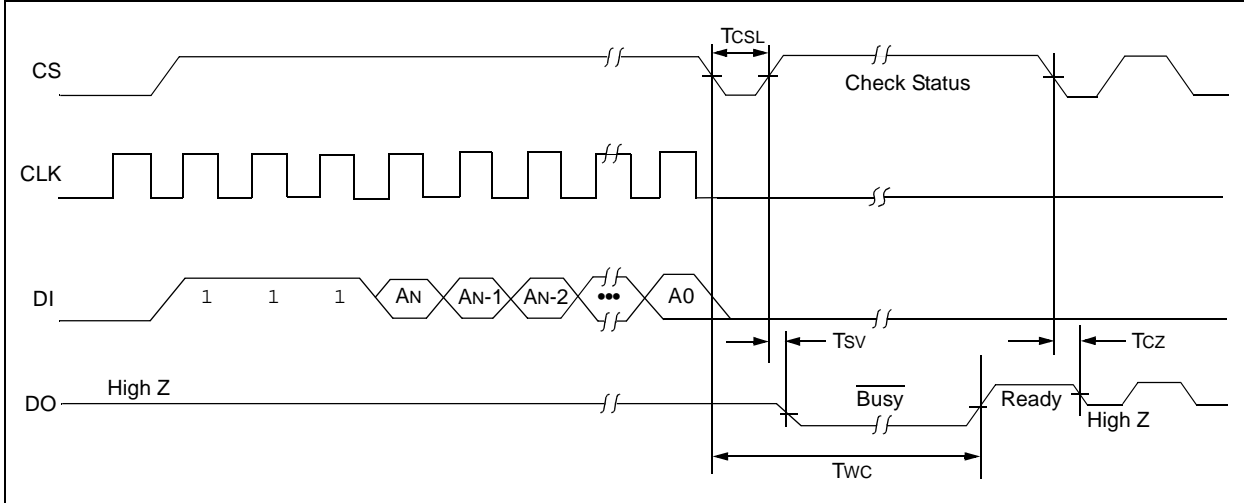 TCSL
CS
Check Status
CLK
DI
1 1 1 AN AN-1 AN-2 ••• A0
TSV
TCZ
DO
High Z
Busy
Ready
High Z
TWC